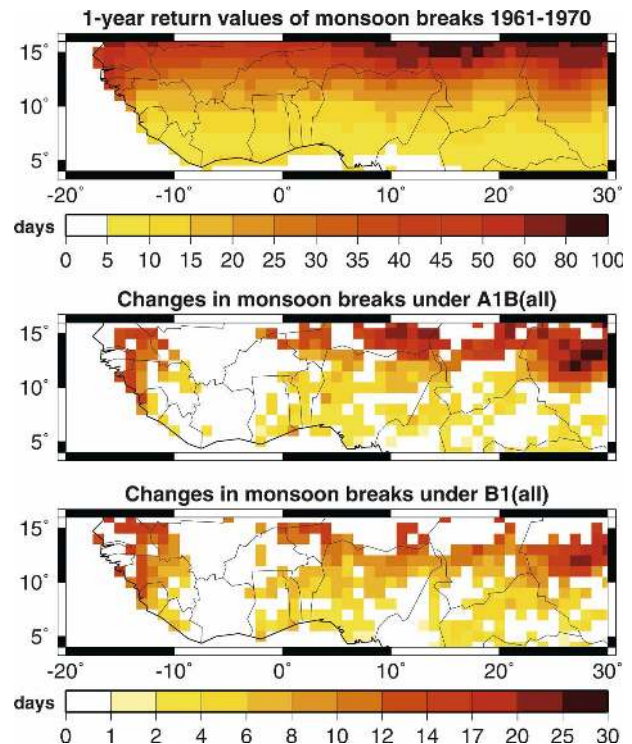 1-year return values of monsoon breaks 1961-1970
15°
10°
5°
-20° -10° 0° 10° 20° 30°
days
0 5 10 15 20 25 35 40 45 50 60 80 100
Changes in monsoon breaks under A1B(all)
15°
10°
5°
Changes in monsoon breaks under B1(all)
15°
10°
5°
-20° -10° 0° 10° 20° 30°
days
0 1 2 4 6 8 10 12 14 17 20 25 30